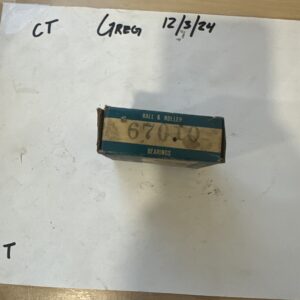 CT GREG 12/3/24
BALL & ROLLER
67010
BEARINGS
T